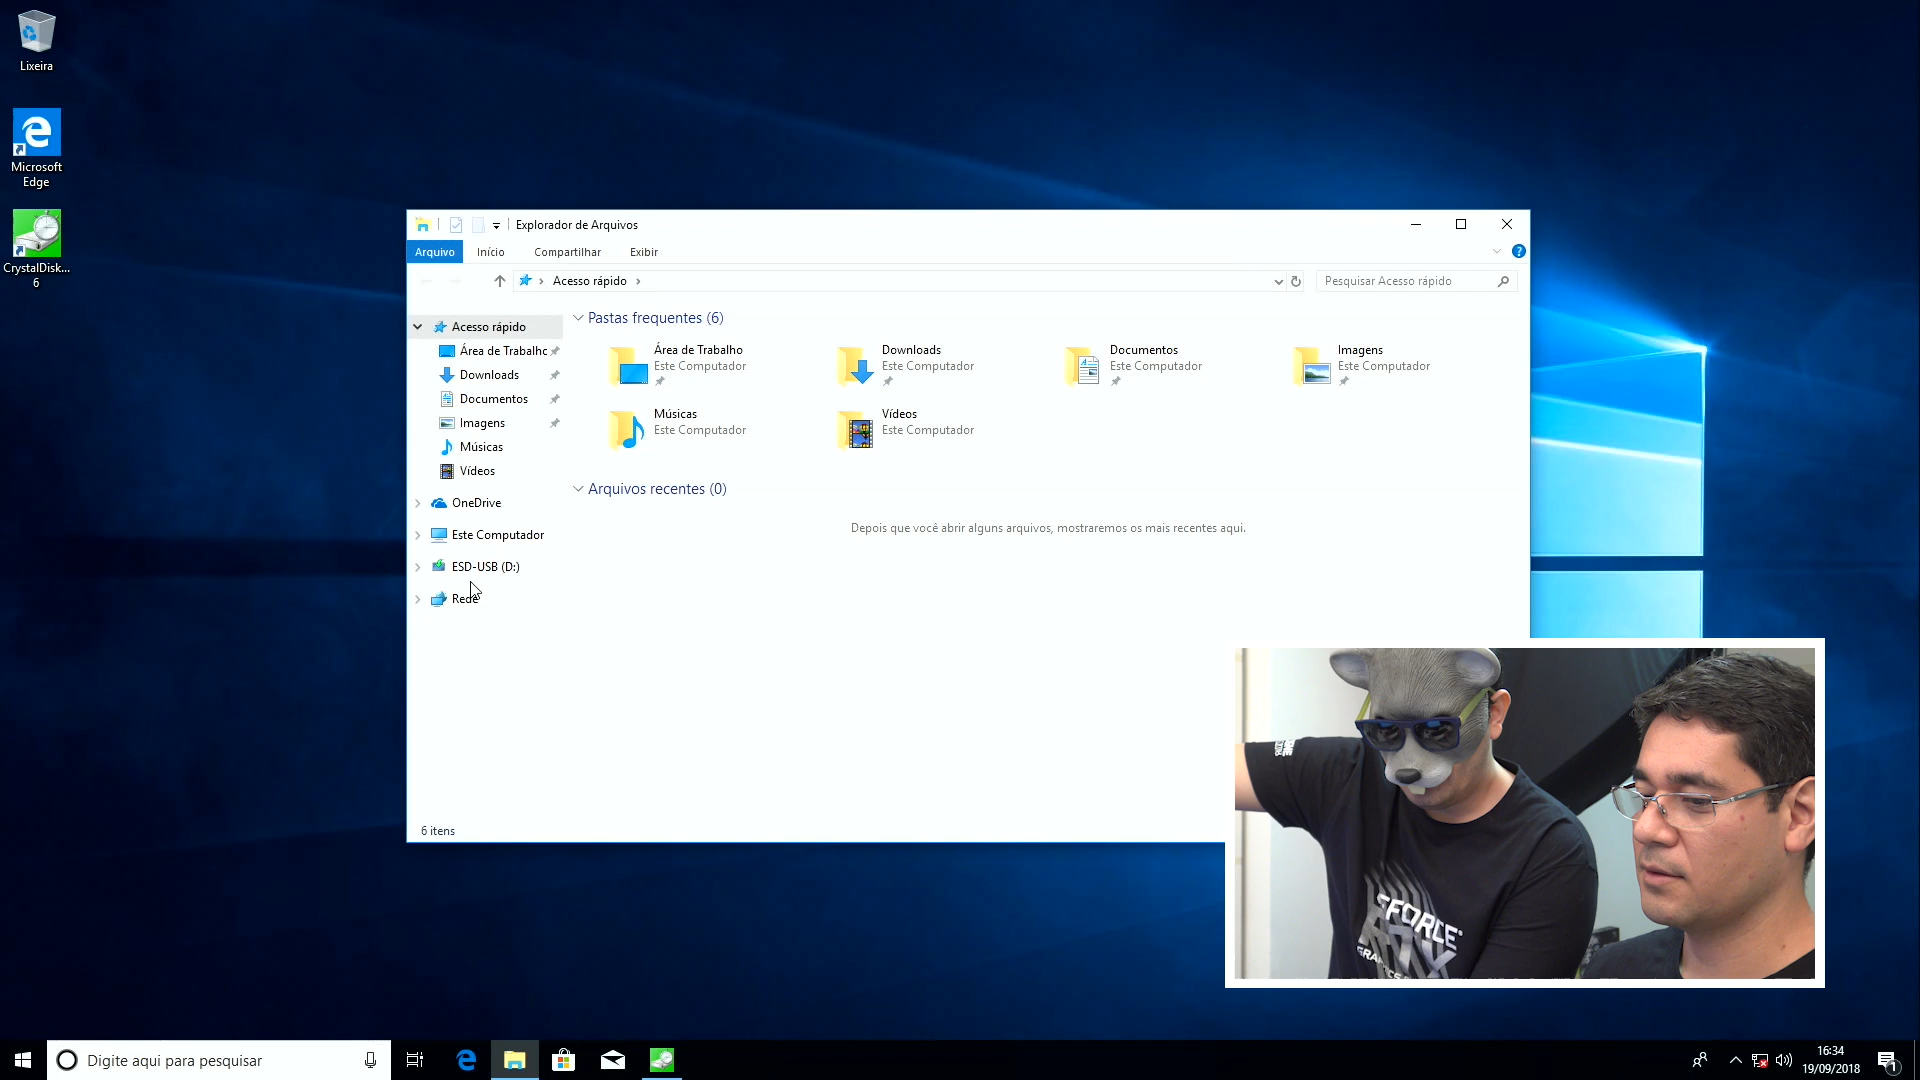 Lixeira
Microsoft
Edge
CrystalDisk...
6
Explorador de Arquivos
Arquivo
Início
Compartilhar
Exibir
Acesso rápido
Pesquisar Acesso rápido
Acesso rápido
Área de Trabalho
Downloads
Documentos
Imagens
Músicas
Vídeos
OneDrive
Este Computador
ESD-USB (D:)
Rede
Pastas frequentes (6)
Área de Trabalho
Este Computador
Downloads
Este Computador
Documentos
Este Computador
Imagens
Este Computador
Músicas
Este Computador
Vídeos
Este Computador
Arquivos recentes (0)
Depois que você abrir alguns arquivos, mostraremos os mais recentes aqui.
6 itens
Digite aqui para pesquisar
16:34
19/09/2018
1